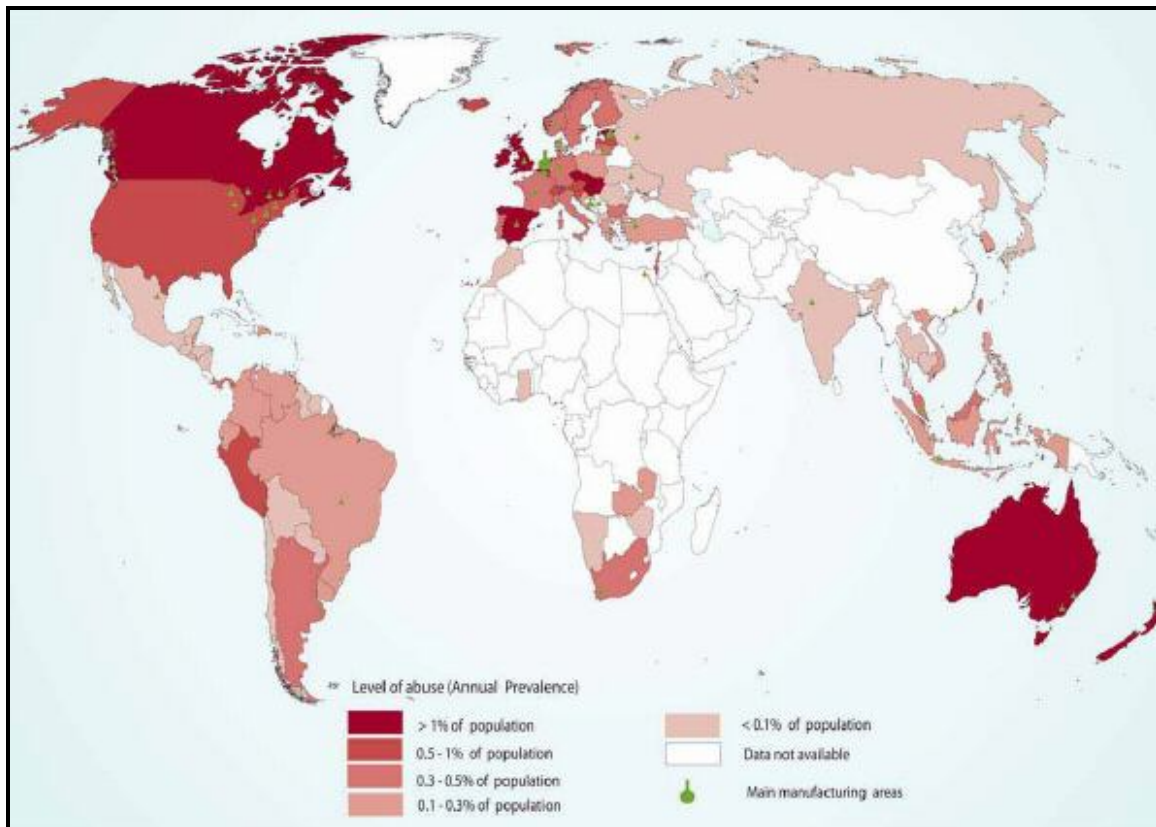 Level of abuse (Annual Prevalence)
> 1% of population
0.5 - 1% of population
0.3 - 0.5% of population
0.1 - 0.3% of population
< 0.1% of population
Data not available
Main manufacturing areas